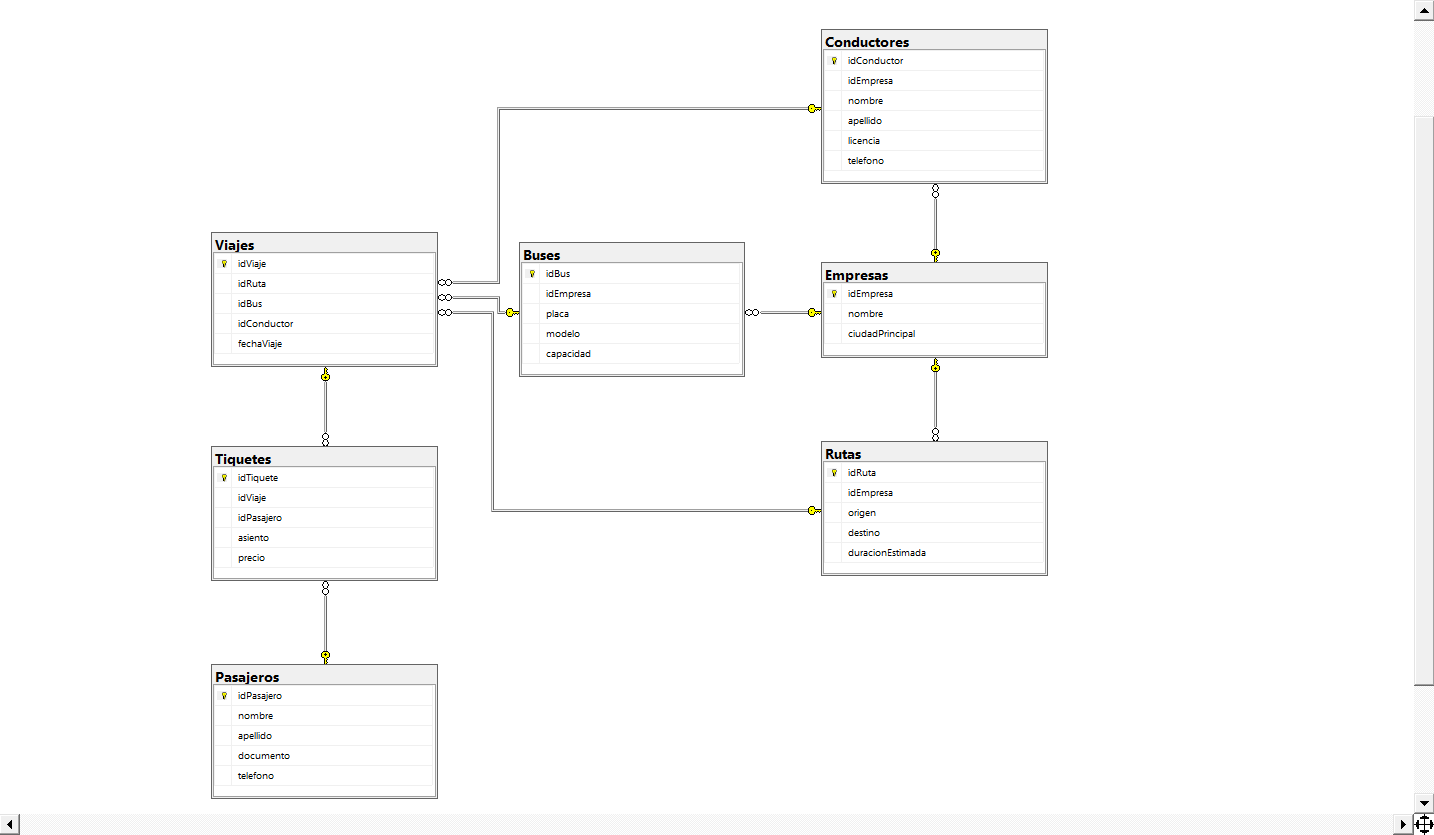 Conductores
idConductor
idEmpresa
nombre
apellido
licencia
telefono
Viajes
idViaje
idRuta
idBus
idConductor
fechaViaje
Buses
idBus
idEmpresa
placa
modelo
capacidad
Empresas
idEmpresa
nombre
ciudadPrincipal
Tiquetes
idTiquete
idViaje
idPasajero
asiento
precio
Rutas
idRuta
idEmpresa
origen
destino
duracionEstimada
Pasajeros
idPasajero
nombre
apellido
documento
telefono